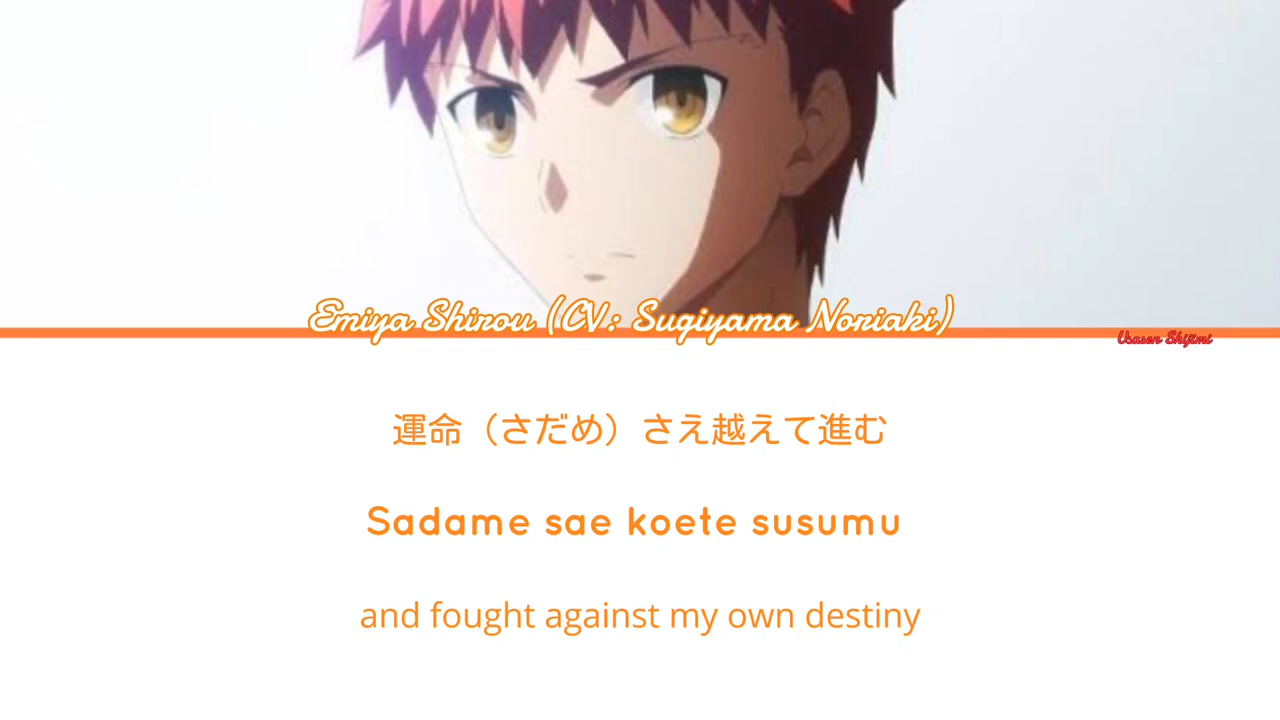 Emiya Shirou (CV: Sugiyama Noriaki)
Usasen Shijimi
運命（さだめ）さえ越えて進む
Sadame sae koete susumu
and fought against my own destiny